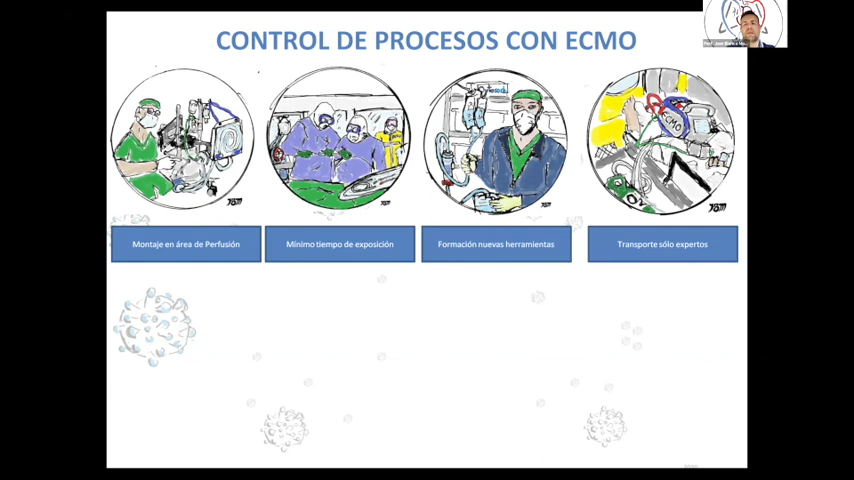 CONTROL DE PROCESOS CON ECMO
ECMO
O2
Montaje en área de Perfusión
Mínimo tiempo de exposición
Formación nuevas herramientas
Transporte sólo expertos